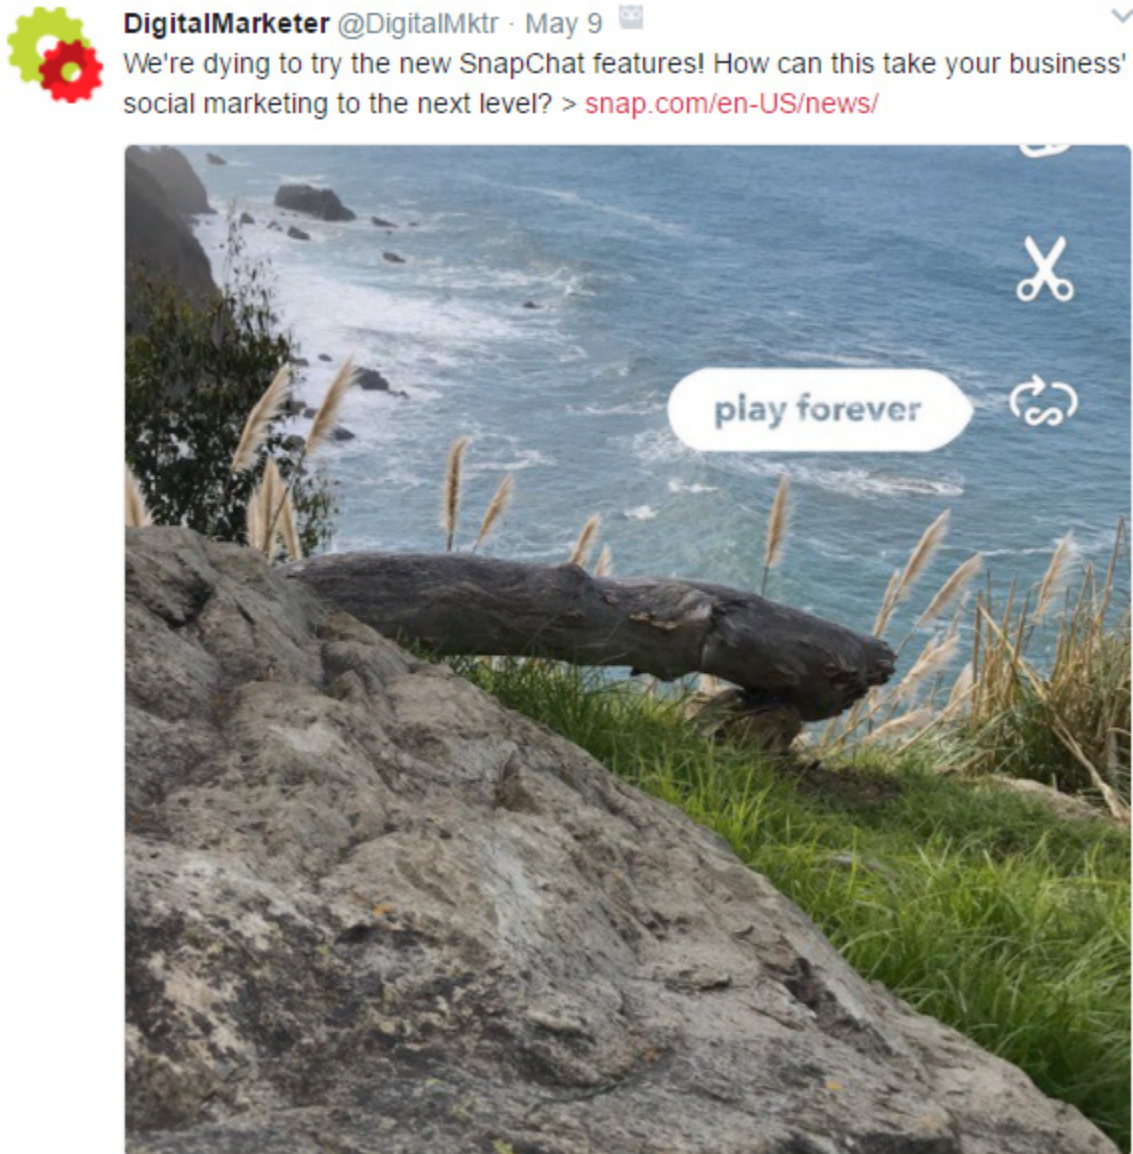 DigitalMarketer @DigitalMktr · May 9
We're dying to try the new SnapChat features! How can this take your business'
social marketing to the next level? > snap.com/en-US/news/
play forever